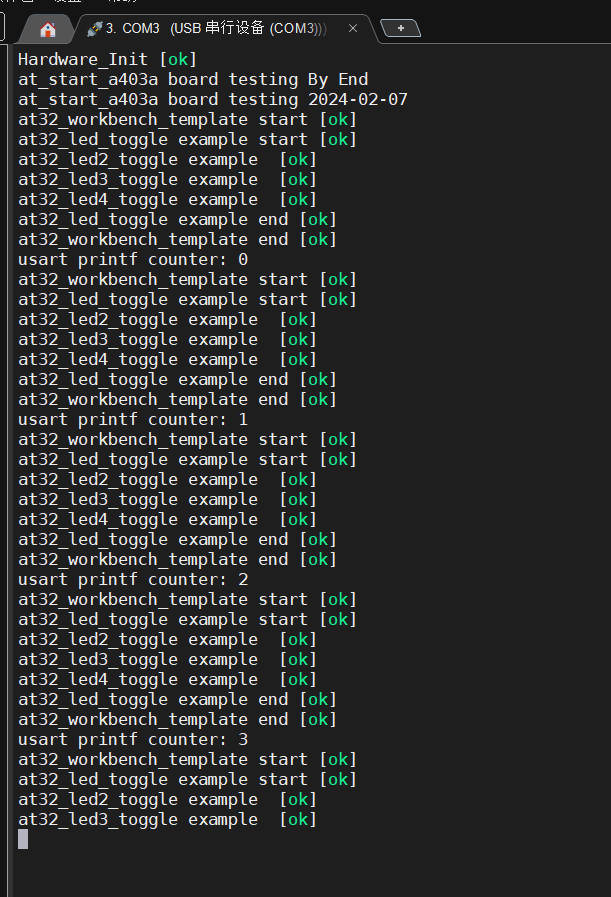 3. COM3 (USB 串行设备 (COM3)))
Hardware_Init [ok]
at_start_a403a board testing By End
at_start_a403a board testing 2024-02-07
at32_workbench_template start [ok]
at32_led_toggle example start [ok]
at32_led2_toggle example  [ok]
at32_led3_toggle example  [ok]
at32_led4_toggle example  [ok]
at32_led_toggle example end [ok]
at32_workbench_template end [ok]
usart printf counter: 0
at32_workbench_template start [ok]
at32_led_toggle example start [ok]
at32_led2_toggle example  [ok]
at32_led3_toggle example  [ok]
at32_led4_toggle example  [ok]
at32_led_toggle example end [ok]
at32_workbench_template end [ok]
usart printf counter: 1
at32_workbench_template start [ok]
at32_led_toggle example start [ok]
at32_led2_toggle example  [ok]
at32_led3_toggle example  [ok]
at32_led4_toggle example  [ok]
at32_led_toggle example end [ok]
at32_workbench_template end [ok]
usart printf counter: 2
at32_workbench_template start [ok]
at32_led_toggle example start [ok]
at32_led2_toggle example  [ok]
at32_led3_toggle example  [ok]
at32_led4_toggle example  [ok]
at32_led_toggle example end [ok]
at32_workbench_template end [ok]
usart printf counter: 3
at32_workbench_template start [ok]
at32_led_toggle example start [ok]
at32_led2_toggle example  [ok]
at32_led3_toggle example  [ok]